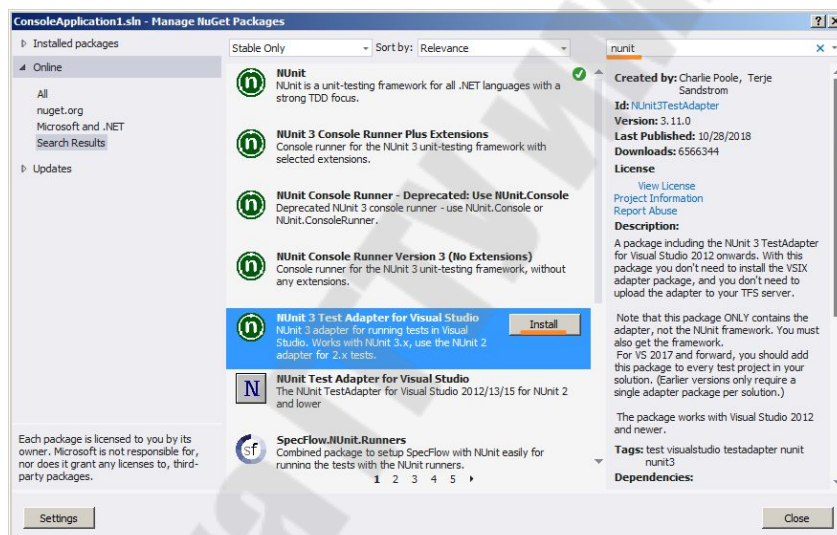 ConsoleApplication1.sln - Manage NuGet Packages
Installed packages
Online
All
nuget.org
Microsoft and .NET
Search Results
Updates
Each package is licensed to you by its
owner. Microsoft is not responsible for,
nor does it grant any licenses to, third-
party packages.
Settings
Stable Only
Sort by: Relevance
NUnit
NUnit is a unit-testing framework for all .NET languages with a
strong TDD focus.
NUnit 3 Console Runner Plus Extensions
Console runner for the NUnit 3 unit-testing framework with
selected extensions.
NUnit Console Runner - Deprecated: Use NUnit.Console
Deprecated NUnit 3 console runner - use NUnit.Console or
NUnit.ConsoleRunner.
NUnit Console Runner Version 3 (No Extensions)
Console runner for the NUnit 3 unit-testing framework, without
any extensions.
NUnit 3 Test Adapter for Visual Studio
NUnit 3 adapter for running tests in Visual
Studio. Works with NUnit 3.x, use the NUnit 2
adapter for 2.x tests.
Install
N
NUnit Test Adapter for Visual Studio
The NUnit TestAdapter for Visual Studio 2012/13/15 for NUnit 2
and lower
sf
SpecFlow.NUnit.Runners
Combined package to setup SpecFlow with NUnit easily for
running the tests with the NUnit runners.
1 2 3 4 5
nunit
Created by: Charlie Poole, Terje
Sandstrom
Id: NUnit3TestAdapter
Version: 3.11.0
Last Published: 10/28/2018
Downloads: 6566344
License
View License
Project Information
Report Abuse
Description:
A package including the NUnit 3 TestAdapter
for Visual Studio 2012 onwards. With this
package you don't need to install the VSIX
adapter package, and you don't need to
upload the adapter to your TFS server.
Note that this package ONLY contains the
adapter, not the NUnit framework. You must
also get the framework.
For VS 2017 and forward, you should add
this package to every test project in your
solution. (Earlier versions only require a
single adapter package per solution.)
The package works with Visual Studio 2012
and newer.
Tags: test visualstudio testadapter nunit
nunit3
Dependencies:
Close